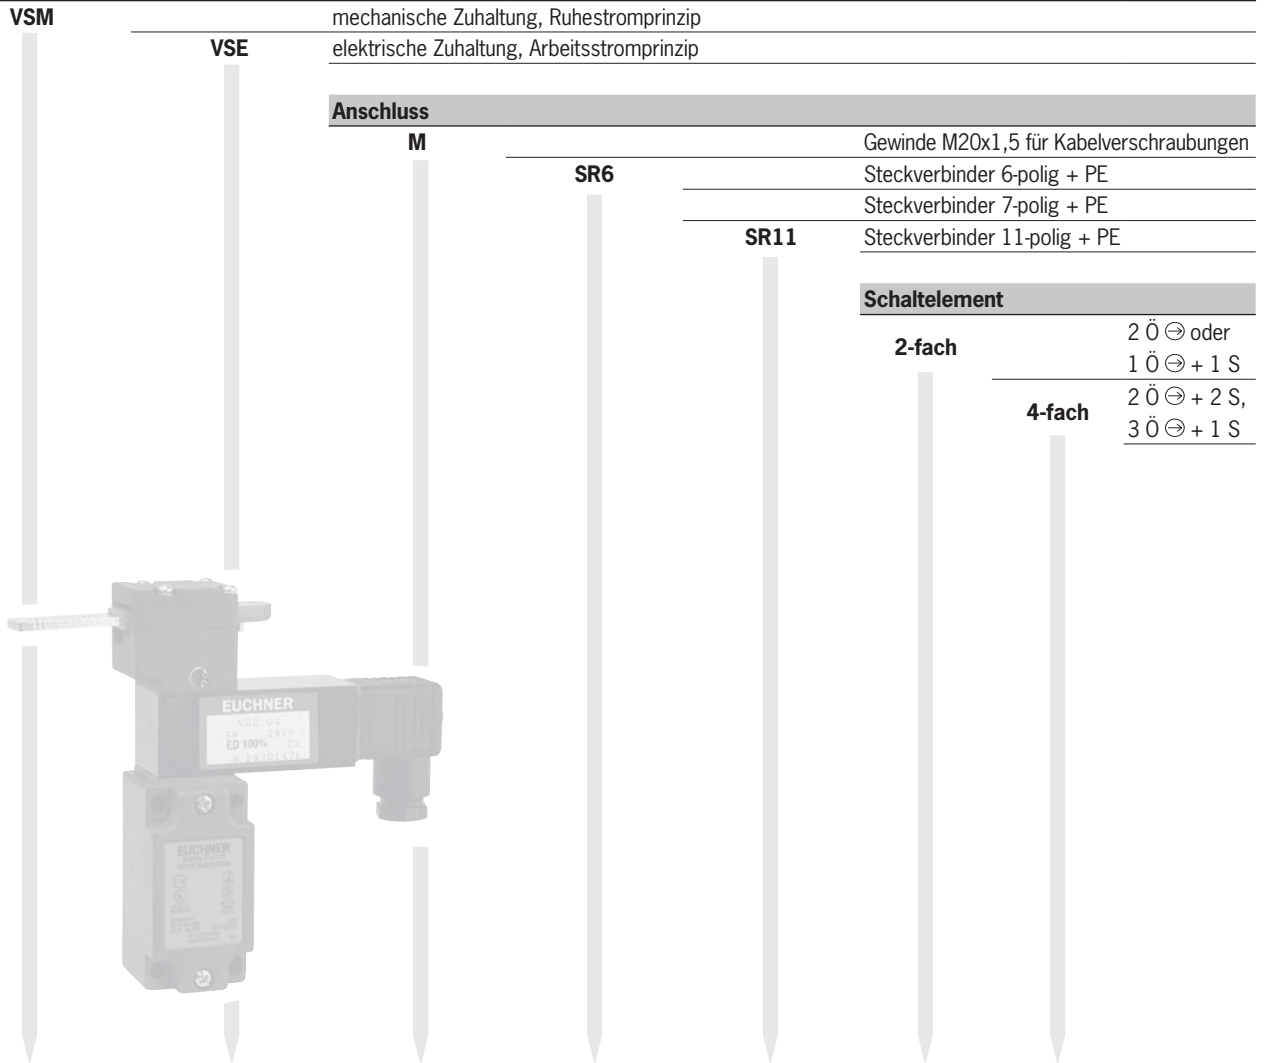 VSM mechanische Zuhaltung, Ruhestromprinzip
VSE elektrische Zuhaltung, Arbeitsstromprinzip
Anschluss
M Gewinde M20x1,5 für Kabelverschraubungen
SR6 Steckverbinder 6-polig + PE
Steckverbinder 7-polig + PE
SR11 Steckverbinder 11-polig + PE
Schaltelement
2-fach 2 Ö ⊖ oder
1 Ö ⊖ + 1 S
4-fach 2 Ö ⊖ + 2 S,
3 Ö ⊖ + 1 S
EUCHNER
ED 100%
EUCHNER